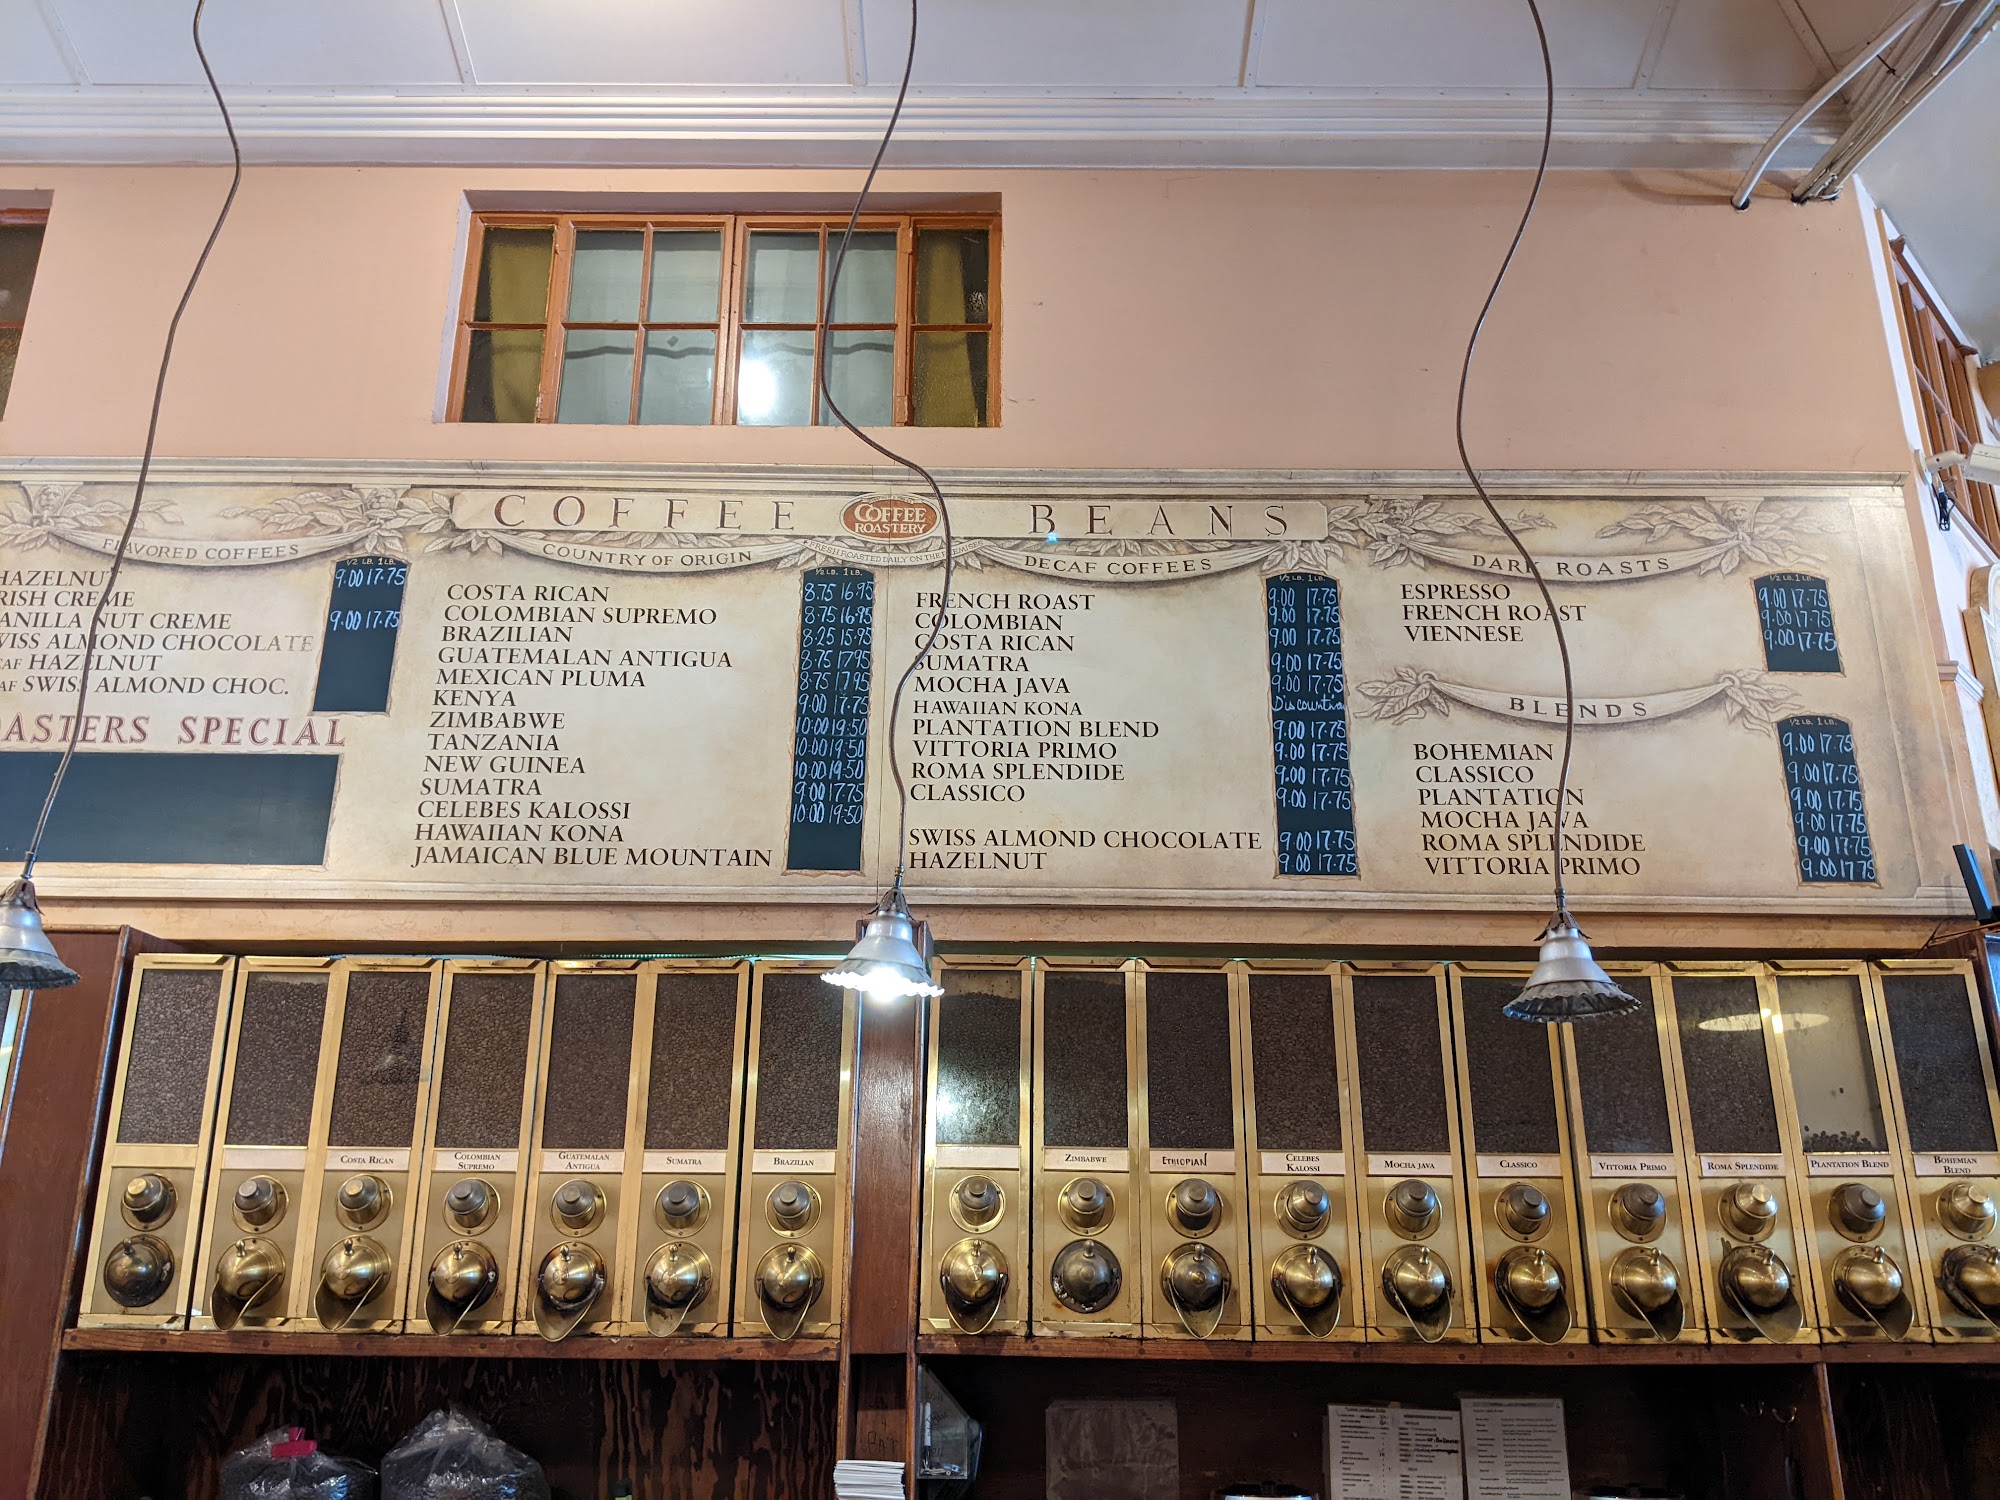 COFFEE BEANS
COFFEE ROASTERY
FRESH ROASTED DAILY ON THE PREMISES
FLAVORED COFFEES
1/2 LB. 1 LB.
HAZELNUT 9.00 17.75
IRISH CREME
VANILLA NUT CREME 9.00 17.75
SWISS ALMOND CHOCOLATE
HAZELNUT
SWISS ALMOND CHOC.
ROASTERS SPECIAL
COUNTRY OF ORIGIN
1/2 LB. 1 LB.
COSTA RICAN 8.75 16.95
COLOMBIAN SUPREMO 8.75 16.95
BRAZILIAN 8.25 15.95
GUATEMALAN ANTIGUA 8.75 17.95
MEXICAN PLUMA 8.75 17.95
KENYA 9.00 17.75
ZIMBABWE 10.00 19.50
TANZANIA 10.00 19.50
NEW GUINEA 10.00 19.50
SUMATRA 9.00 17.75
CELEBES KALOSSI 10.00 19.50
HAWAIIAN KONA
JAMAICAN BLUE MOUNTAIN
DECAF COFFEES
1/2 LB. 1 LB.
FRENCH ROAST 9.00 17.75
COLOMBIAN 9.00 17.75
COSTA RICAN 9.00 17.75
SUMATRA 9.00 17.75
MOCHA JAVA 9.00 17.75
HAWAIIAN KONA
PLANTATION BLEND 9.00 17.75
VITTORIA PRIMO 9.00 17.75
ROMA SPLENDIDE 9.00 17.75
CLASSICO 9.00 17.75
SWISS ALMOND CHOCOLATE 9.00 17.75
HAZELNUT 9.00 17.75
DARK ROASTS
1/2 LB. 1 LB.
ESPRESSO 9.00 17.75
FRENCH ROAST 9.00 17.75
VIENNESE 9.00 17.75
BLENDS
1/2 LB. 1 LB.
BOHEMIAN 9.00 17.75
CLASSICO 9.00 17.75
PLANTATION 9.00 17.75
MOCHA JAVA 9.00 17.75
ROMA SPLENDIDE 9.00 17.75
VITTORIA PRIMO 9.00 17.75
COSTA RICAN
COLOMBIAN
SUPREMO
GUATEMALAN
ANTIGUA
SUMATRA
BRAZILIAN
ZIMBABWE
ETHIOPIAN
CELEBES
KALOSSI
MOCHA JAVA
CLASSICO
VITTORIA PRIMO
ROMA SPLENDIDE
PLANTATION BLEND
BOHEMIAN
BLEND